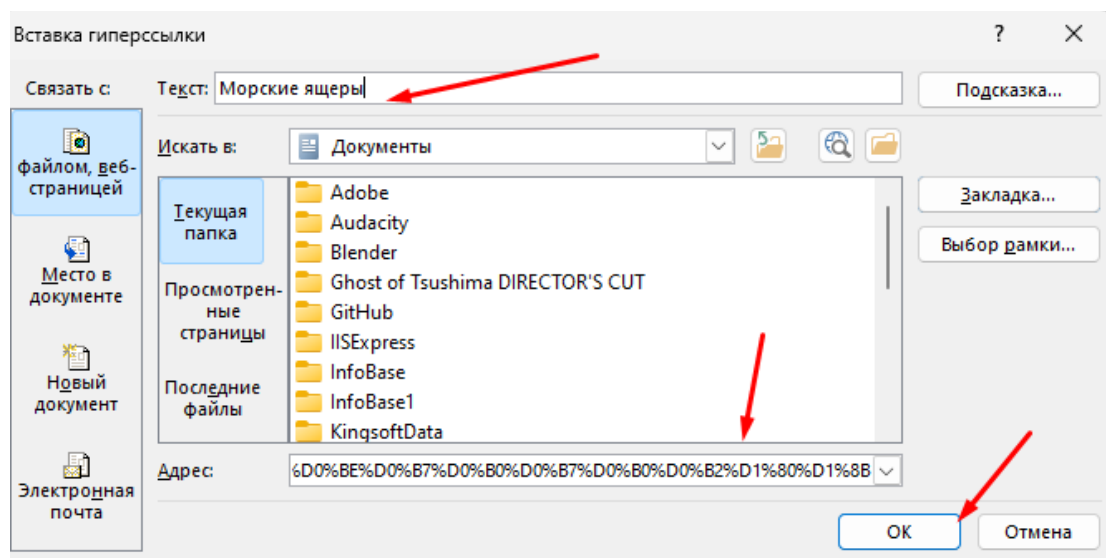 Вставка гиперссылки
?
Связать с:
Текст: Морские ящеры
Подсказка...
файлом, веб-
страницей
Место в
документе
Новый
документ
Электронная
почта
Искать в:
Документы
Текущая
папка
Просмотрен-
ные
страницы
Последние
файлы
Adobe
Audacity
Blender
Ghost of Tsushima DIRECTOR'S CUT
GitHub
IISExpress
InfoBase
InfoBase1
KingsoftData
Закладка...
Выбор рамки...
Адрес:
%D0%BE%D0%B7%D0%B0%D0%B7%D0%B0%D0%B2%D1%80%D1%8B
ОК
Отмена